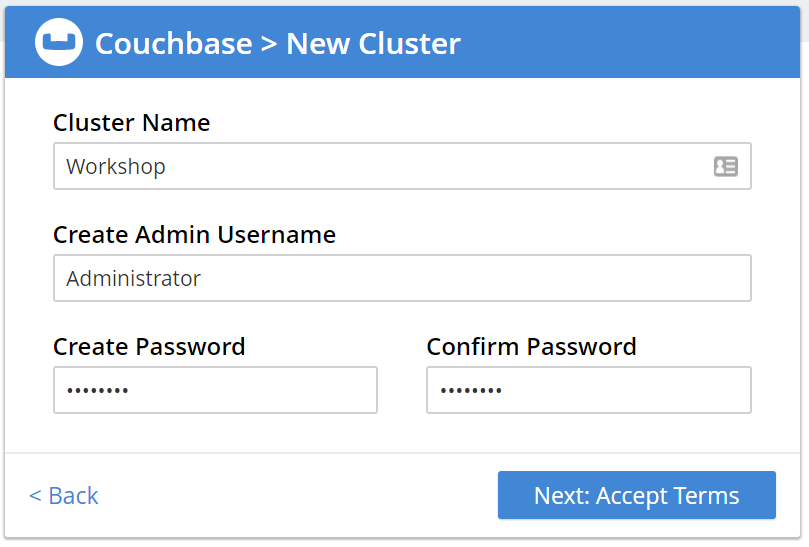 Couchbase > New Cluster
Cluster Name
Workshop
Create Admin Username
Administrator
Create Password Confirm Password
•••••••• ••••••••
< Back Next: Accept Terms